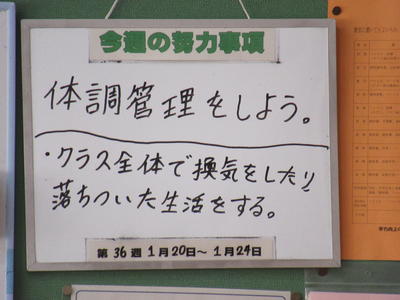 今週の努力事項
体調管理をしよう。
・クラス全体で換気をしたり
落ちついた生活をする。
第36週 1月20日～1月24日